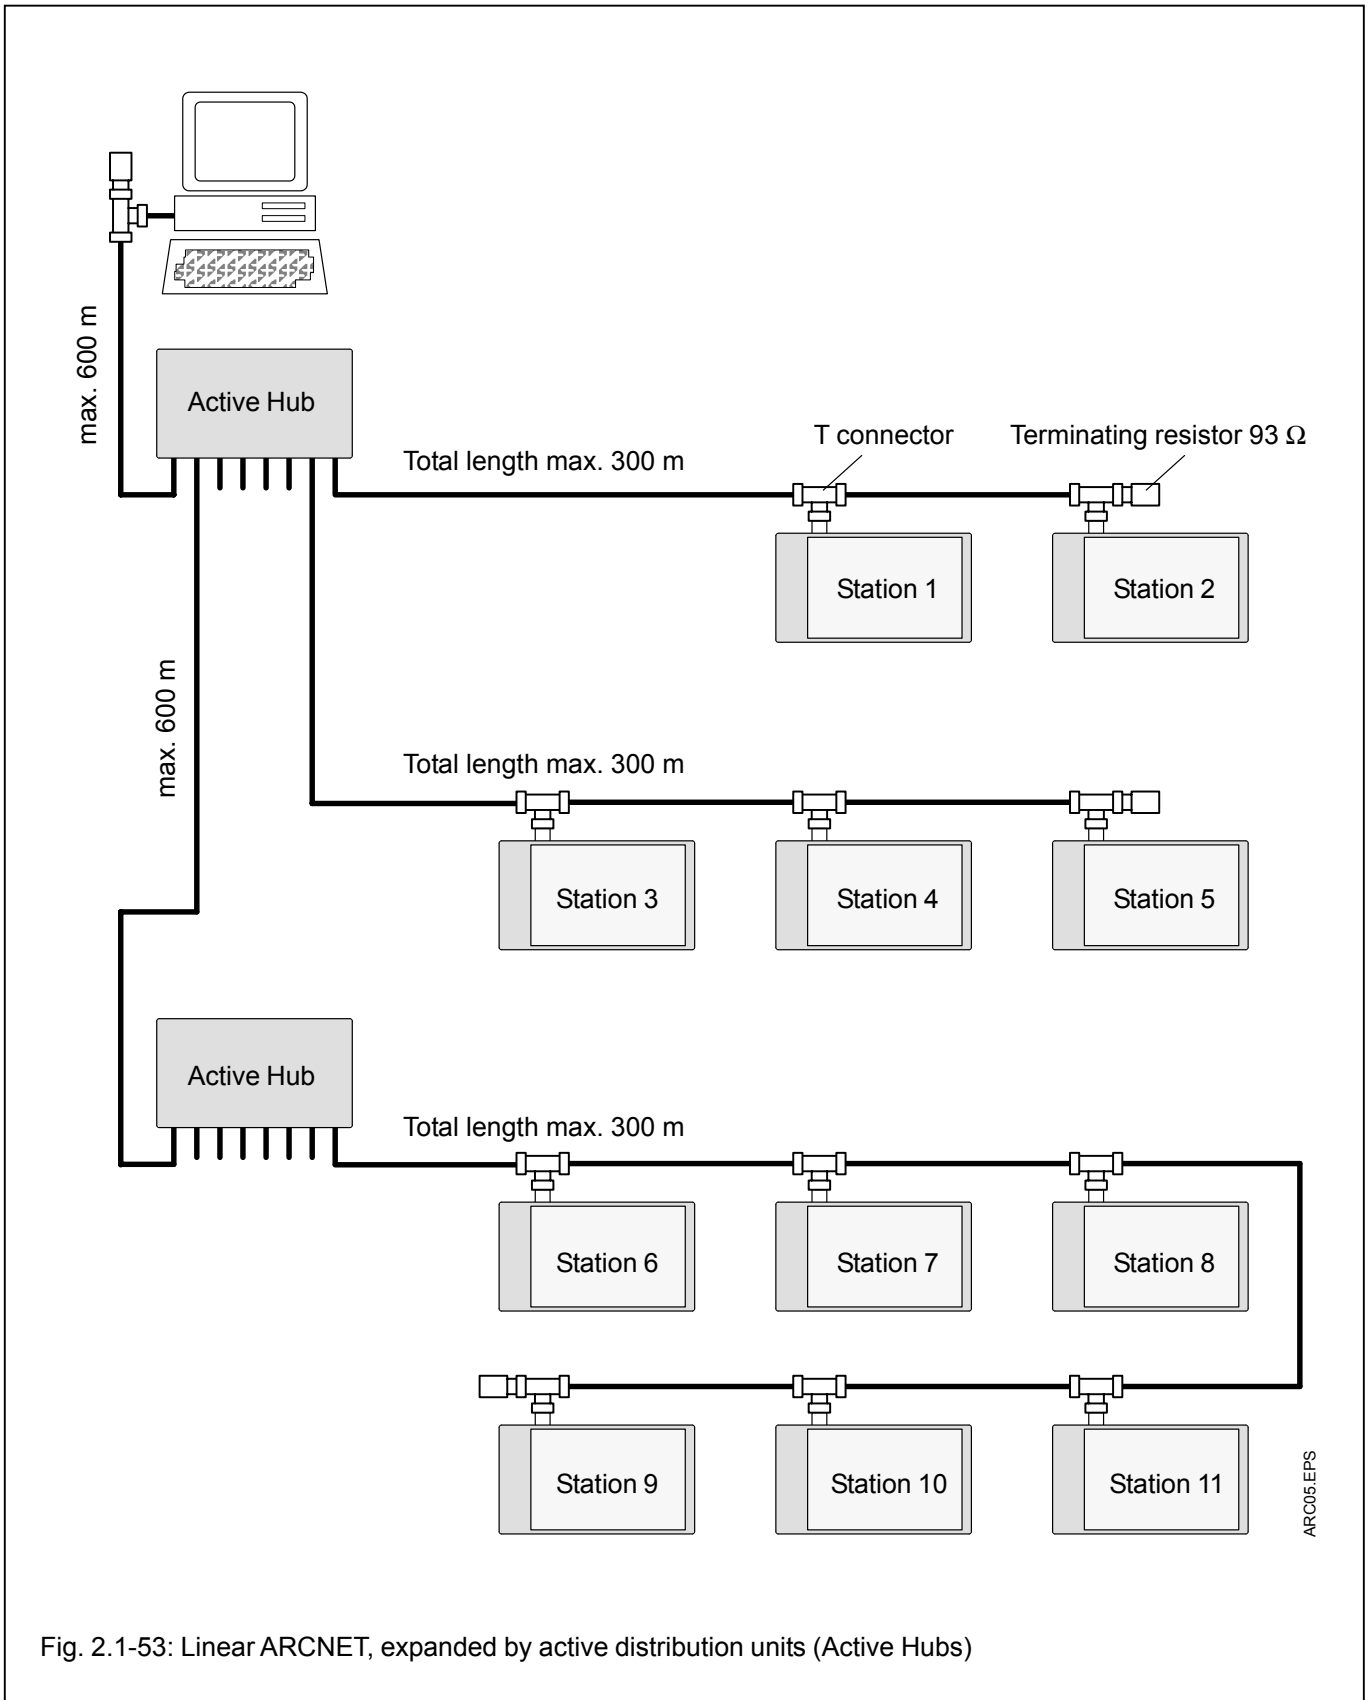 max. 600 m
Active Hub
T connector
Terminating resistor 93 Ω
Total length max. 300 m
Station 1
Station 2
max. 600 m
Total length max. 300 m
Station 3
Station 4
Station 5
Active Hub
Total length max. 300 m
Station 6
Station 7
Station 8
Station 9
Station 10
Station 11
ARC05.EPS
Fig. 2.1-53: Linear ARCNET, expanded by active distribution units (Active Hubs)